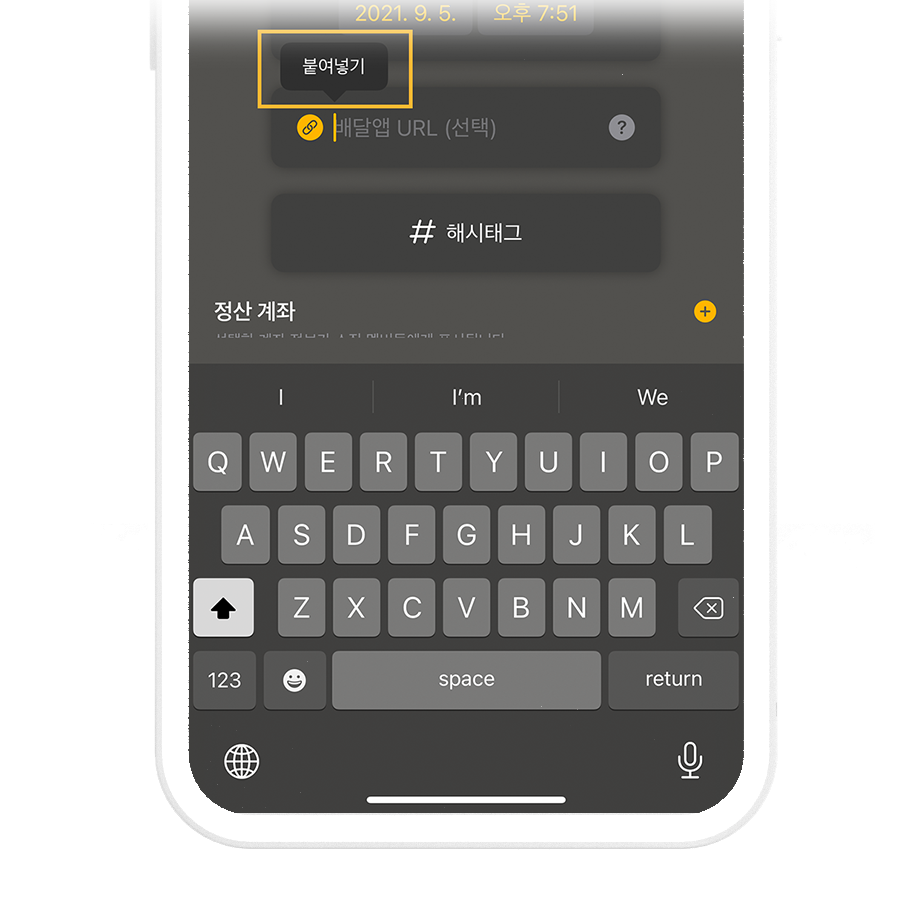 2021. 9. 5. 오후 7:51
붙여넣기
배달앱 URL (선택) ?
# 해시태그
정산 계좌 +
I I’m We
Q W E R T Y U I O P
A S D F G H J K L
Z X C V B N M
123 space return